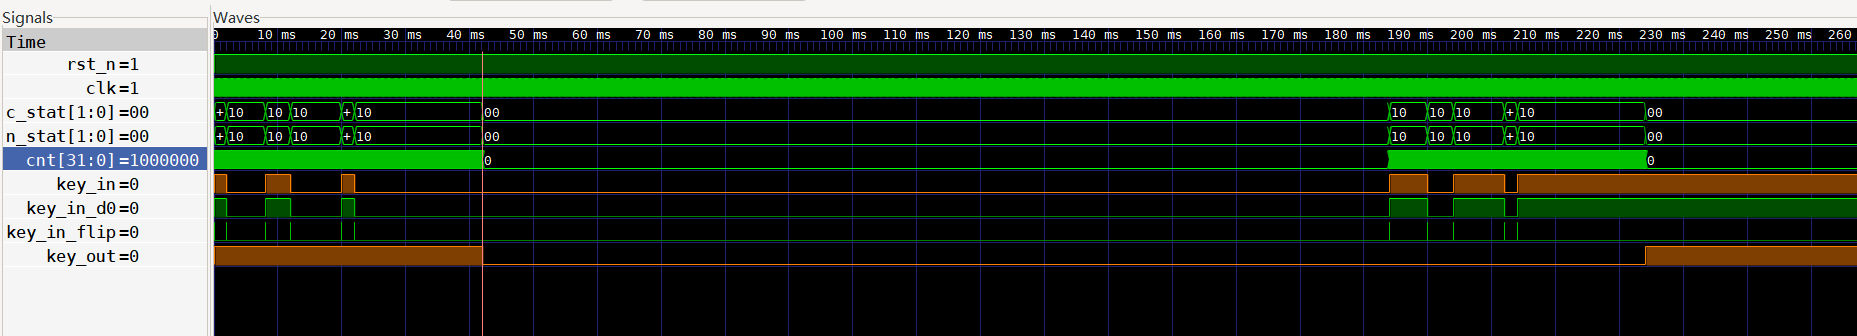 Signals Waves
Time 0 10 ms 20 ms 30 ms 40 ms 50 ms 60 ms 70 ms 80 ms 90 ms 100 ms 110 ms 120 ms 130 ms 140 ms 150 ms 160 ms 170 ms 180 ms 190 ms 200 ms 210 ms 220 ms 230 ms 240 ms 250 ms 260
rst_n=1
clk=1
c_stat[1:0]=00 + 10 10 10 + 10 00 10 10 10 + 10 00
n_stat[1:0]=00 + 10 10 10 + 10 00 10 10 10 + 10 00
cnt[31:0]=1000000 0 0
key_in=0
key_in_d0=0
key_in_flip=0
key_out=0